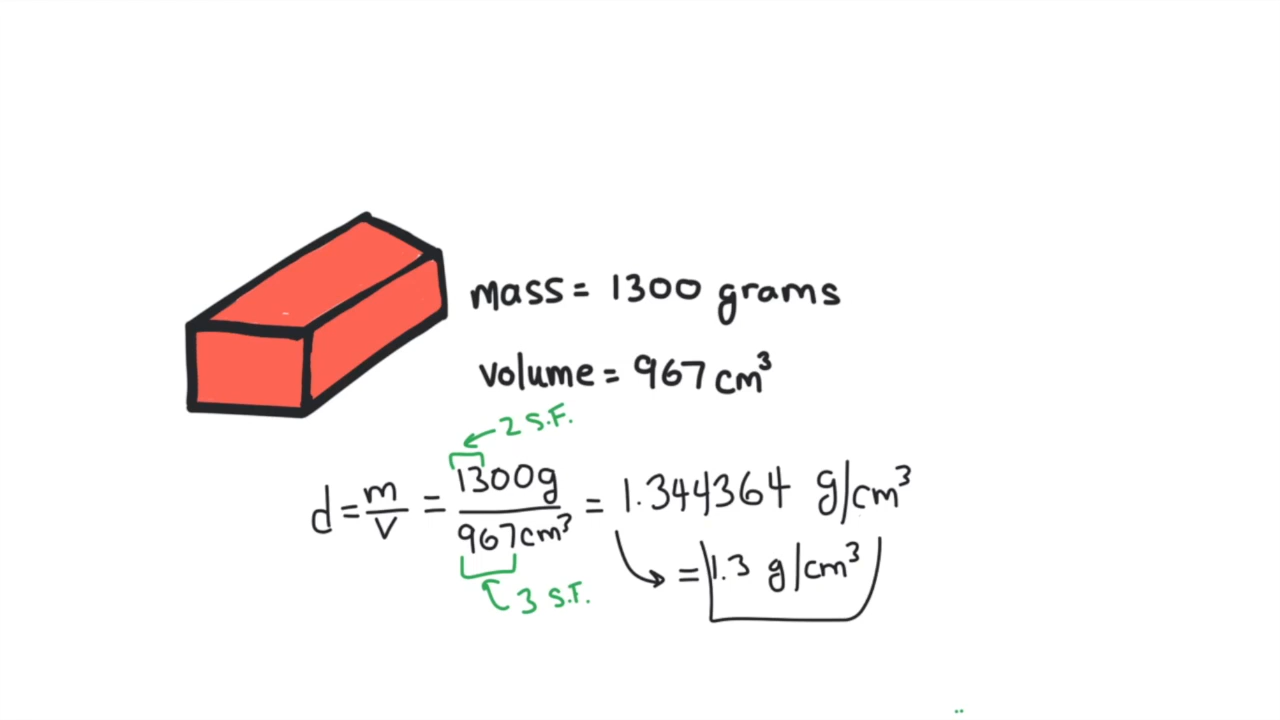 mass = 1300 grams
volume = 967 cm³
2 S.F.
d = m/v = 1300g/967cm³ = 1.344364 g/cm³
= 1.3 g/cm³
3 S.F.